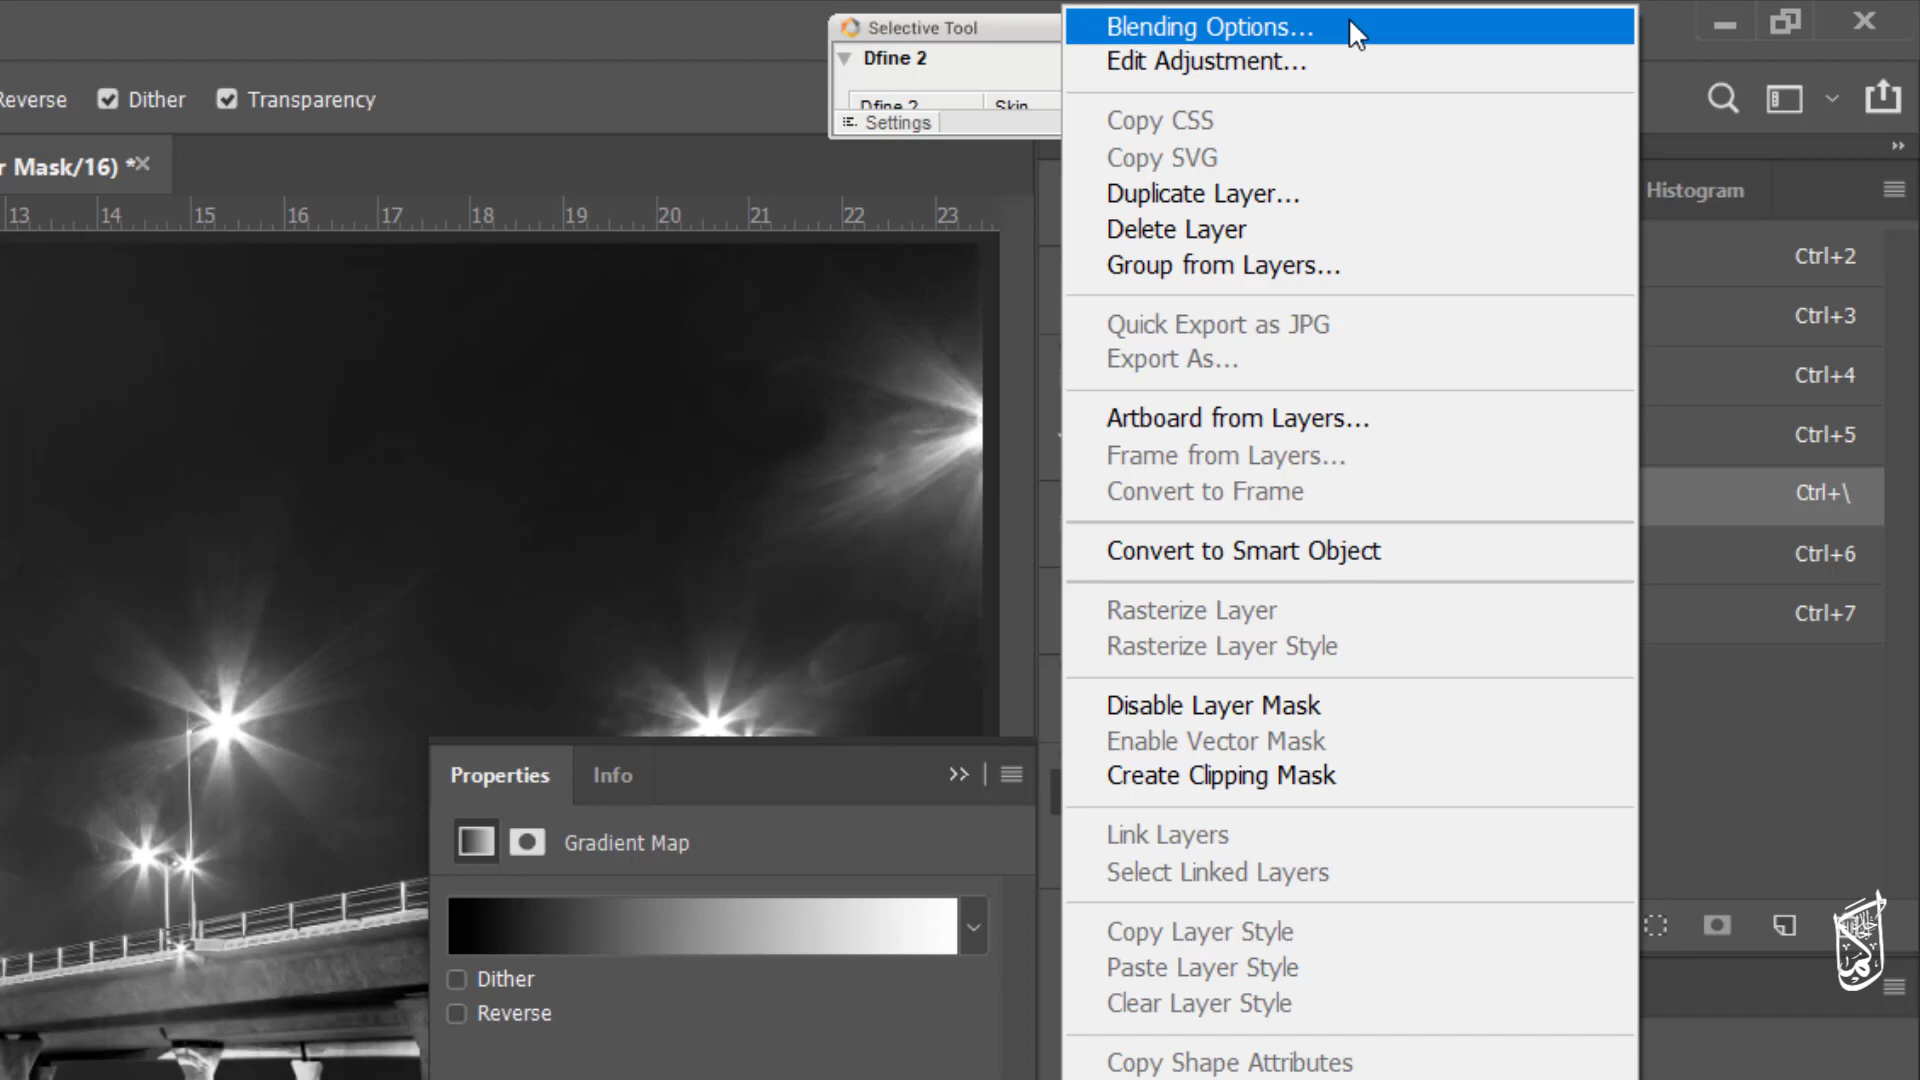 Reverse
Dither
Transparency
r Mask/16) *
13 14 15 16 17 18 19 20 21 22 23
Selective Tool
Dfine 2
Dfine 2
Skin
Settings
Blending Options...
Edit Adjustment...
Copy CSS
Copy SVG
Duplicate Layer...
Delete Layer
Group from Layers...
Quick Export as JPG
Export As...
Artboard from Layers...
Frame from Layers...
Convert to Frame
Convert to Smart Object
Rasterize Layer
Rasterize Layer Style
Disable Layer Mask
Enable Vector Mask
Create Clipping Mask
Link Layers
Select Linked Layers
Copy Layer Style
Paste Layer Style
Clear Layer Style
Copy Shape Attributes
Histogram
Ctrl+2
Ctrl+3
Ctrl+4
Ctrl+5
Ctrl+\
Ctrl+6
Ctrl+7
Properties
Info
Gradient Map
Dither
Reverse